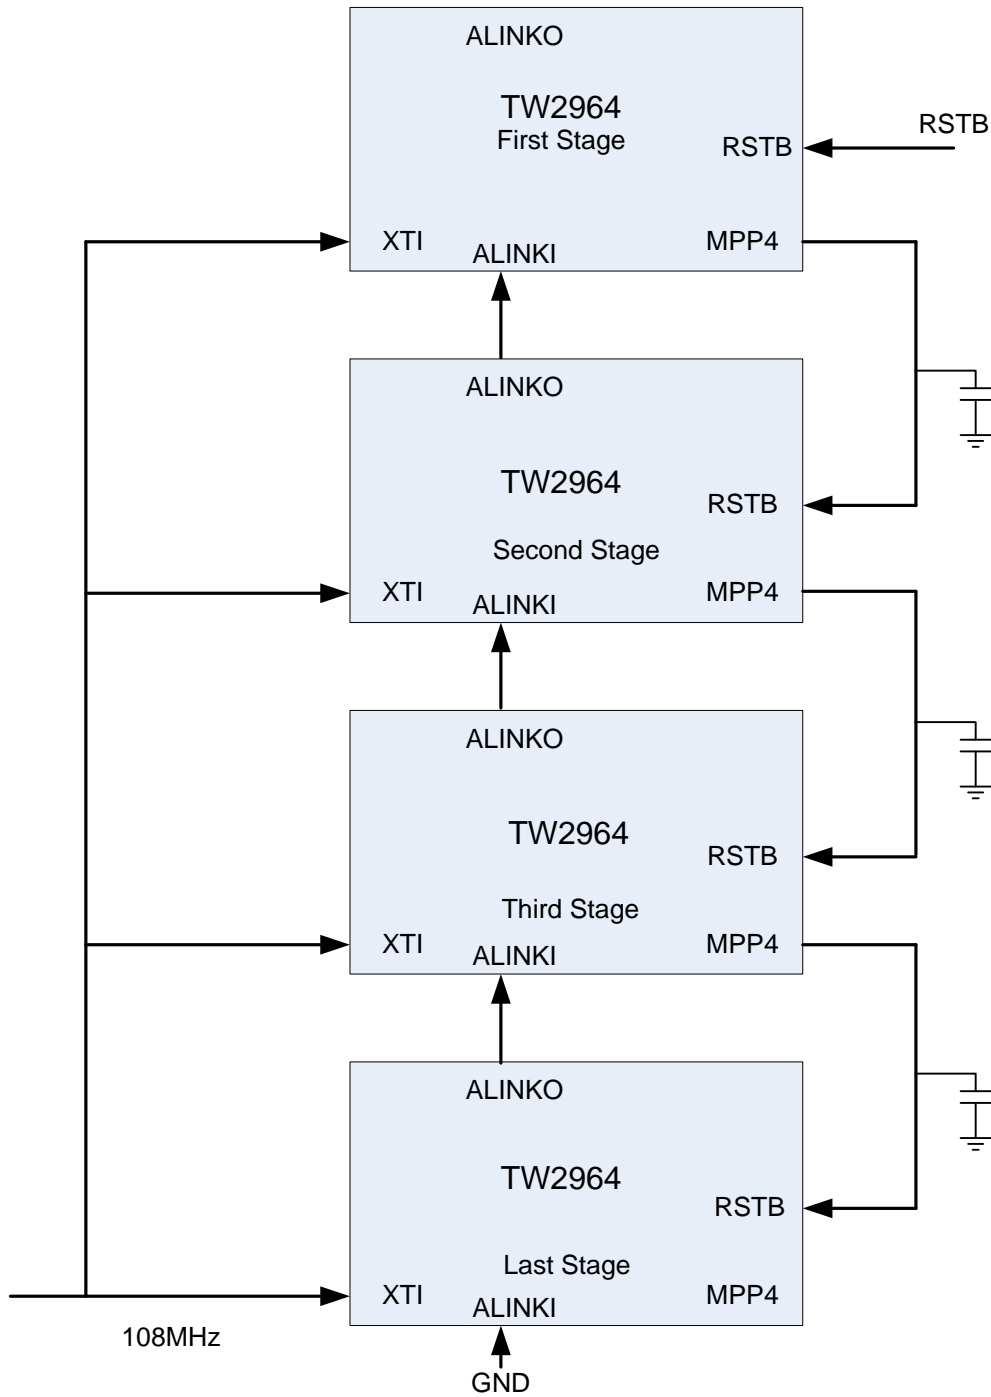 ALINKO
TW2964
First Stage
RSTB
RSTB
XTI
ALINKI
MPP4
ALINKO
TW2964
RSTB
Second Stage
XTI
ALINKI
MPP4
ALINKO
TW2964
RSTB
Third Stage
XTI
ALINKI
MPP4
ALINKO
TW2964
RSTB
Last Stage
XTI
ALINKI
MPP4
108MHz
GND